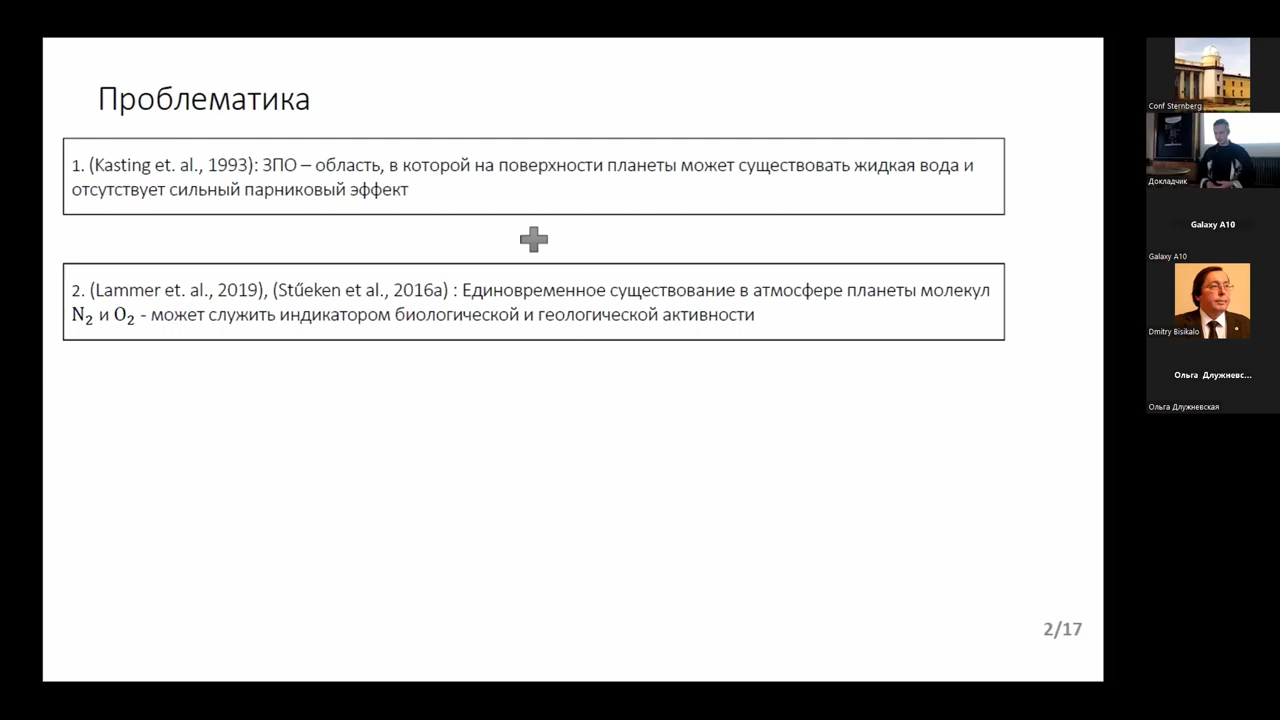 Проблематика
1. (Kasting et. al., 1993): ЗПО – область, в которой на поверхности планеты может существовать жидкая вода и
отсутствует сильный парниковый эффект
2. (Lammer et. al., 2019), (Stűeken et al., 2016a) : Единовременное существование в атмосфере планеты молекул
N₂ и O₂ - может служить индикатором биологической и геологической активности
2/17
Conf Sternberg
Докладчик
Galaxy A10
Galaxy A10
Dmitry Bisikalo
Ольга Длужневс...
Ольга Длужневская